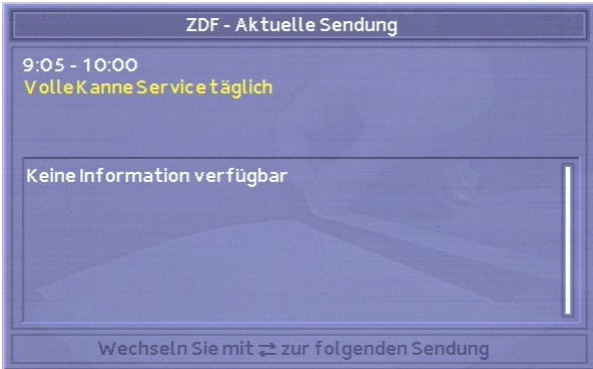 ZDF - Aktuelle Sendung
9:05 - 10:00
Volle Kanne Service täglich
Keine Information verfügbar
Wechseln Sie mit ⇄ zur folgenden Sendung